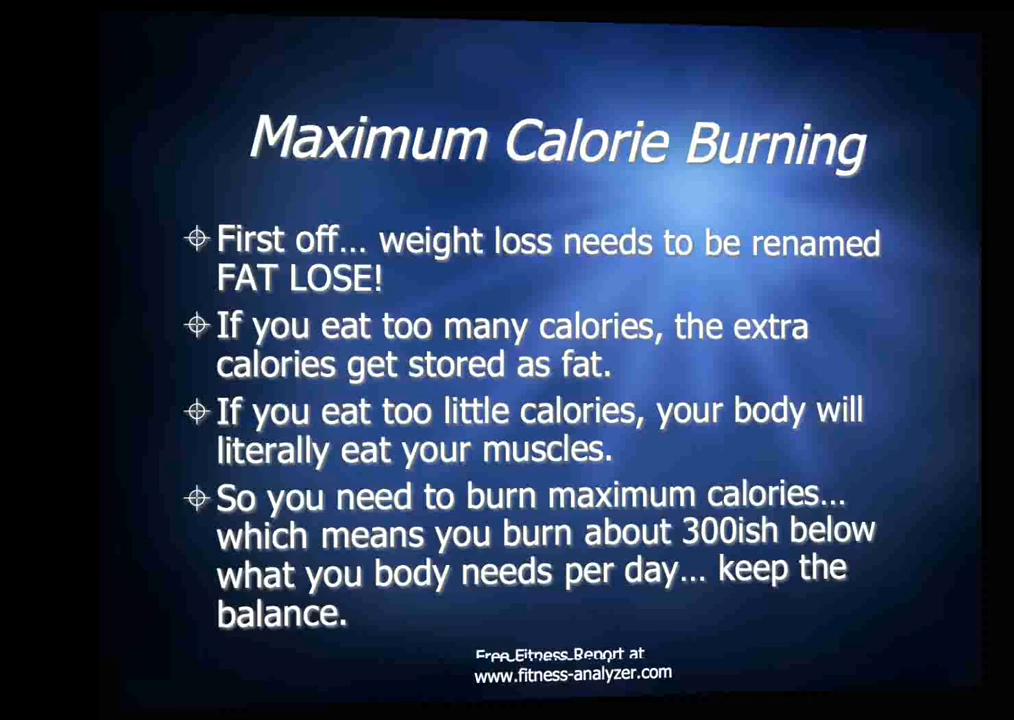 Maximum Calorie Burning
First off... weight loss needs to be renamed
FAT LOSE!
If you eat too many calories, the extra
calories get stored as fat.
If you eat too little calories, your body will
literally eat your muscles.
So you need to burn maximum calories...
which means you burn about 300ish below
what you body needs per day... keep the
balance.
Free Fitness Report at
www.fitness-analyzer.com